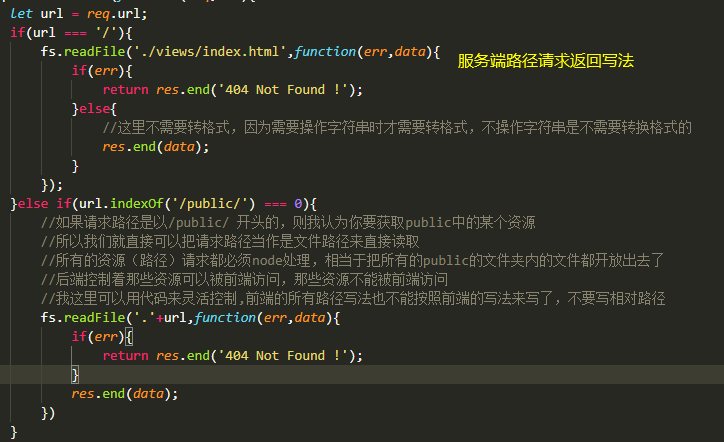 let url = req.url;
if(url === '/'){
fs.readFile('./views/index.html',function(err,data){
服务端路径请求返回写法
if(err){
return res.end('404 Not Found !');
}else{
//这里不需要转格式，因为需要操作字符串时才需要转格式，不操作字符串是不需要转换格式的
res.end(data);
}
});
}else if(url.indexOf('/public/') === 0){
//如果请求路径是以/public/ 开头的，则我认为你要获取public中的某个资源
//所以我们就直接可以把请求路径当作是文件路径来直接读取
//所有的资源（路径）请求都必须node处理，相当于把所有的public的文件夹内的文件都开放出去了
//后端控制着那些资源可以被前端访问，那些资源不能被前端访问
//我这里可以用代码来灵活控制,前端的所有路径写法也不能按照前端的写法来写了，不要写相对路径
fs.readFile('.'+url,function(err,data){
if(err){
return res.end('404 Not Found !');
}
res.end(data);
})
}